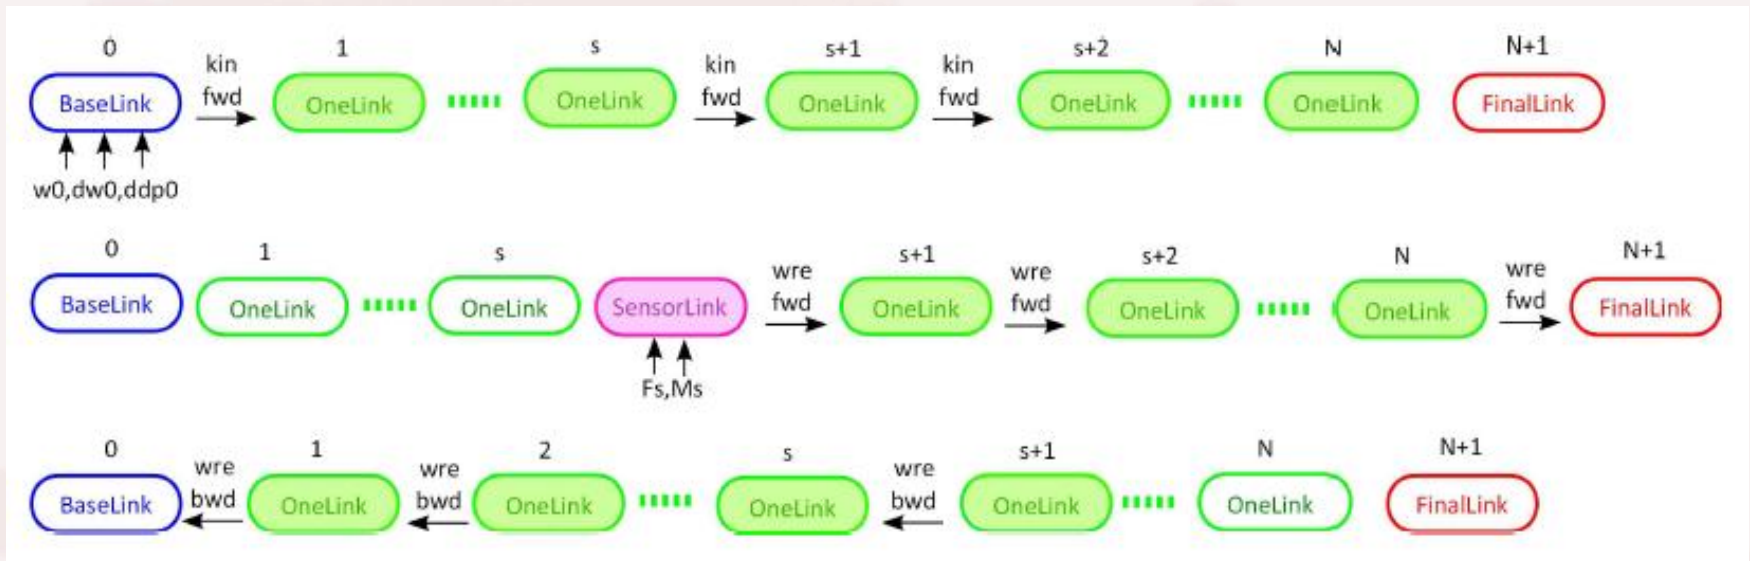 0 1 s s+1 s+2 N N+1
kin kin kin
BaseLink fwd OneLink OneLink fwd OneLink fwd OneLink OneLink FinalLink
w0,dw0,ddp0
0 1 s s+1 s+2 N N+1
wre wre wre
BaseLink OneLink OneLink SensorLink fwd OneLink fwd OneLink OneLink fwd FinalLink
Fs,Ms
0 1 2 s s+1 N N+1
wre wre wre
BaseLink bwd OneLink bwd OneLink OneLink bwd OneLink OneLink FinalLink